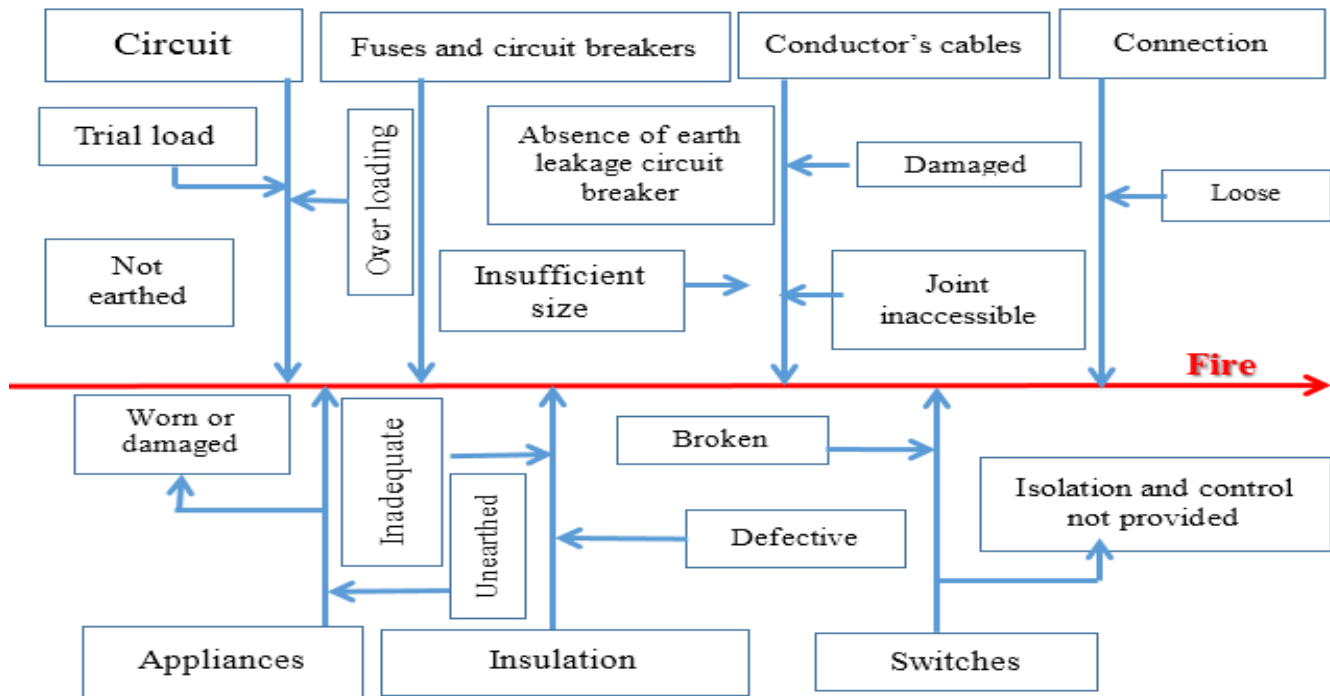 Circuit
Fuses and circuit breakers
Conductor's cables
Connection
Trial load
Over loading
Absence of earth
leakage circuit
breaker
Damaged
Loose
Not
earthed
Insufficient
size
Joint
inaccessible
Fire
Worn or
damaged
Inadequate
Unearthed
Broken
Defective
Isolation and control
not provided
Appliances
Insulation
Switches